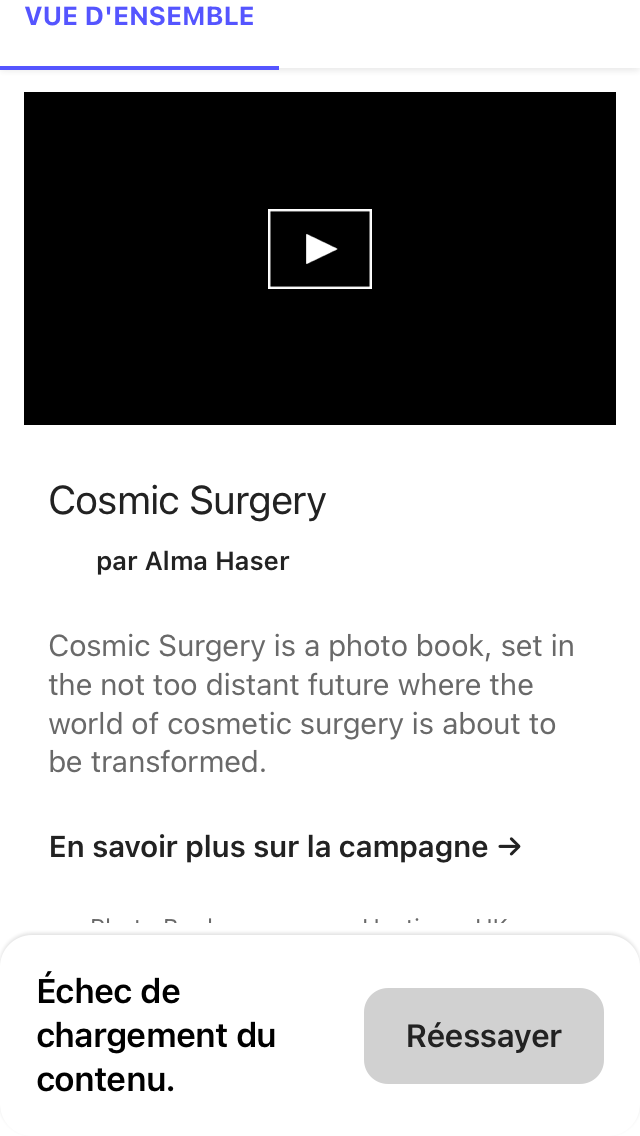 VUE D'ENSEMBLE
Cosmic Surgery
par Alma Haser
Cosmic Surgery is a photo book, set in
the not too distant future where the
world of cosmetic surgery is about to
be transformed.
En savoir plus sur la campagne →
Échec de
chargement du
contenu.
Réessayer